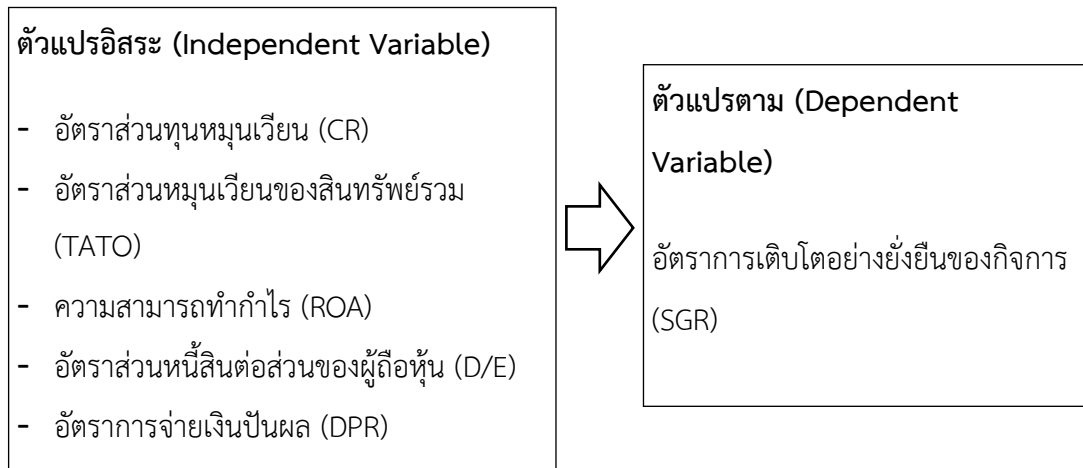 ตัวแปรอิสระ (Independent Variable)
- อัตราส่วนทุนหมุนเวียน (CR)
- อัตราส่วนหมุนเวียนของสินทรัพย์รวม
(TATO)
- ความสามารถทำกำไร (ROA)
- อัตราส่วนหนี้สินต่อส่วนของผู้ถือหุ้น (D/E)
- อัตราการจ่ายเงินปันผล (DPR)
ตัวแปรตาม (Dependent
Variable)
อัตราการเติบโตอย่างยั่งยืนของกิจการ
(SGR)